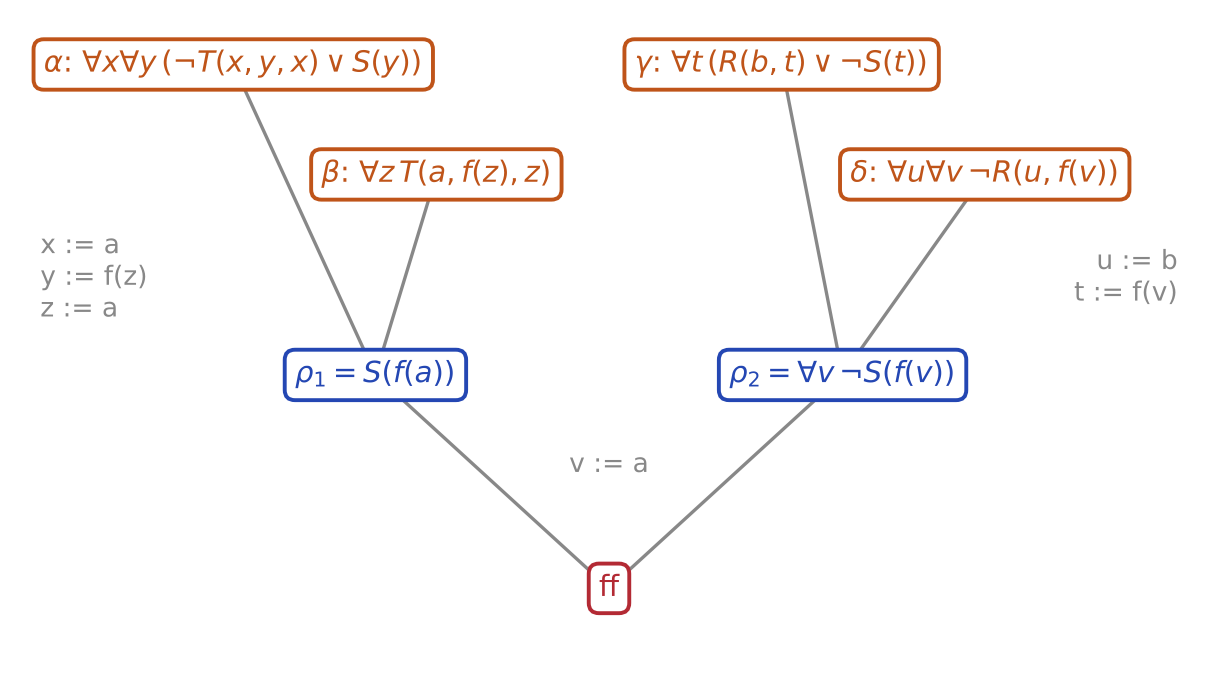 α: ∀x∀y (¬T(x, y, x) ∨ S(y))
γ: ∀t (R(b, t) ∨ ¬S(t))
β: ∀z T(a, f(z), z)
δ: ∀u∀v ¬R(u, f(v))
x := a
y := f(z)
z := a
u := b
t := f(v)
ρ₁ = S(f(a))
ρ₂ = ∀v ¬S(f(v))
v := a
ff